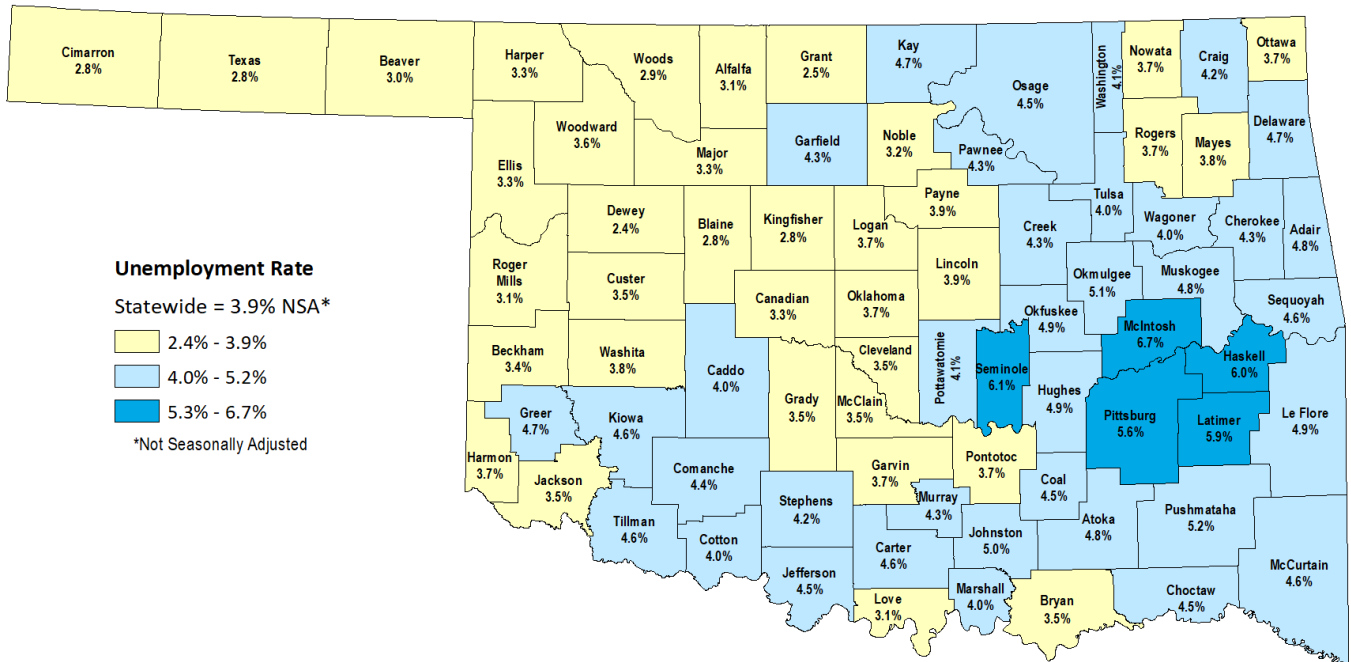 Cimarron
2.8%
Texas
2.8%
Beaver
3.0%
Harper
3.3%
Woods
2.9%
Alfalfa
3.1%
Grant
2.5%
Kay
4.7%
Osage
4.5%
Washington
4.1%
Nowata
3.7%
Craig
4.2%
Ottawa
3.7%
Woodward
3.6%
Ellis
3.3%
Major
3.3%
Garfield
4.3%
Noble
3.2%
Pawnee
4.3%
Rogers
3.7%
Mayes
3.8%
Delaware
4.7%
Dewey
2.4%
Blaine
2.8%
Kingfisher
2.8%
Logan
3.7%
Payne
3.9%
Creek
4.3%
Tulsa
4.0%
Wagoner
4.0%
Cherokee
4.3%
Adair
4.8%
Unemployment Rate
Statewide = 3.9% NSA*
2.4% - 3.9%
4.0% - 5.2%
5.3% - 6.7%
*Not Seasonally Adjusted
Roger
Mills
3.1%
Custer
3.5%
Canadian
3.3%
Oklahoma
3.7%
Lincoln
3.9%
Okmulgee
5.1%
Muskogee
4.8%
Okfuskee
4.9%
McIntosh
6.7%
Sequoyah
4.6%
Beckham
3.4%
Washita
3.8%
Caddo
4.0%
Cleveland
3.5%
Pottawatomie
4.1%
Seminole
6.1%
Hughes
4.9%
Haskell
6.0%
Greer
4.7%
Kiowa
4.6%
Grady
3.5%
McClain
3.5%
Pittsburg
5.6%
Latimer
5.9%
Le Flore
4.9%
Harmon
3.7%
Jackson
3.5%
Comanche
4.4%
Garvin
3.7%
Pontotoc
3.7%
Coal
4.5%
Tillman
4.6%
Cotton
4.0%
Stephens
4.2%
Murray
4.3%
Johnston
5.0%
Atoka
4.8%
Pushmataha
5.2%
Jefferson
4.5%
Carter
4.6%
Love
3.1%
Marshall
4.0%
Bryan
3.5%
Choctaw
4.5%
McCurtain
4.6%